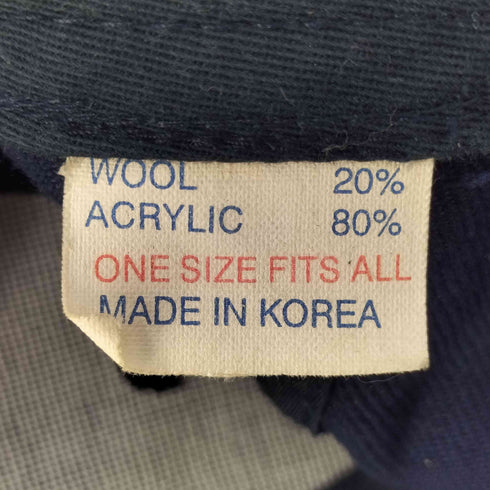 WOOL 20%
ACRYLIC 80%
ONE SIZE FITS ALL
MADE IN KOREA